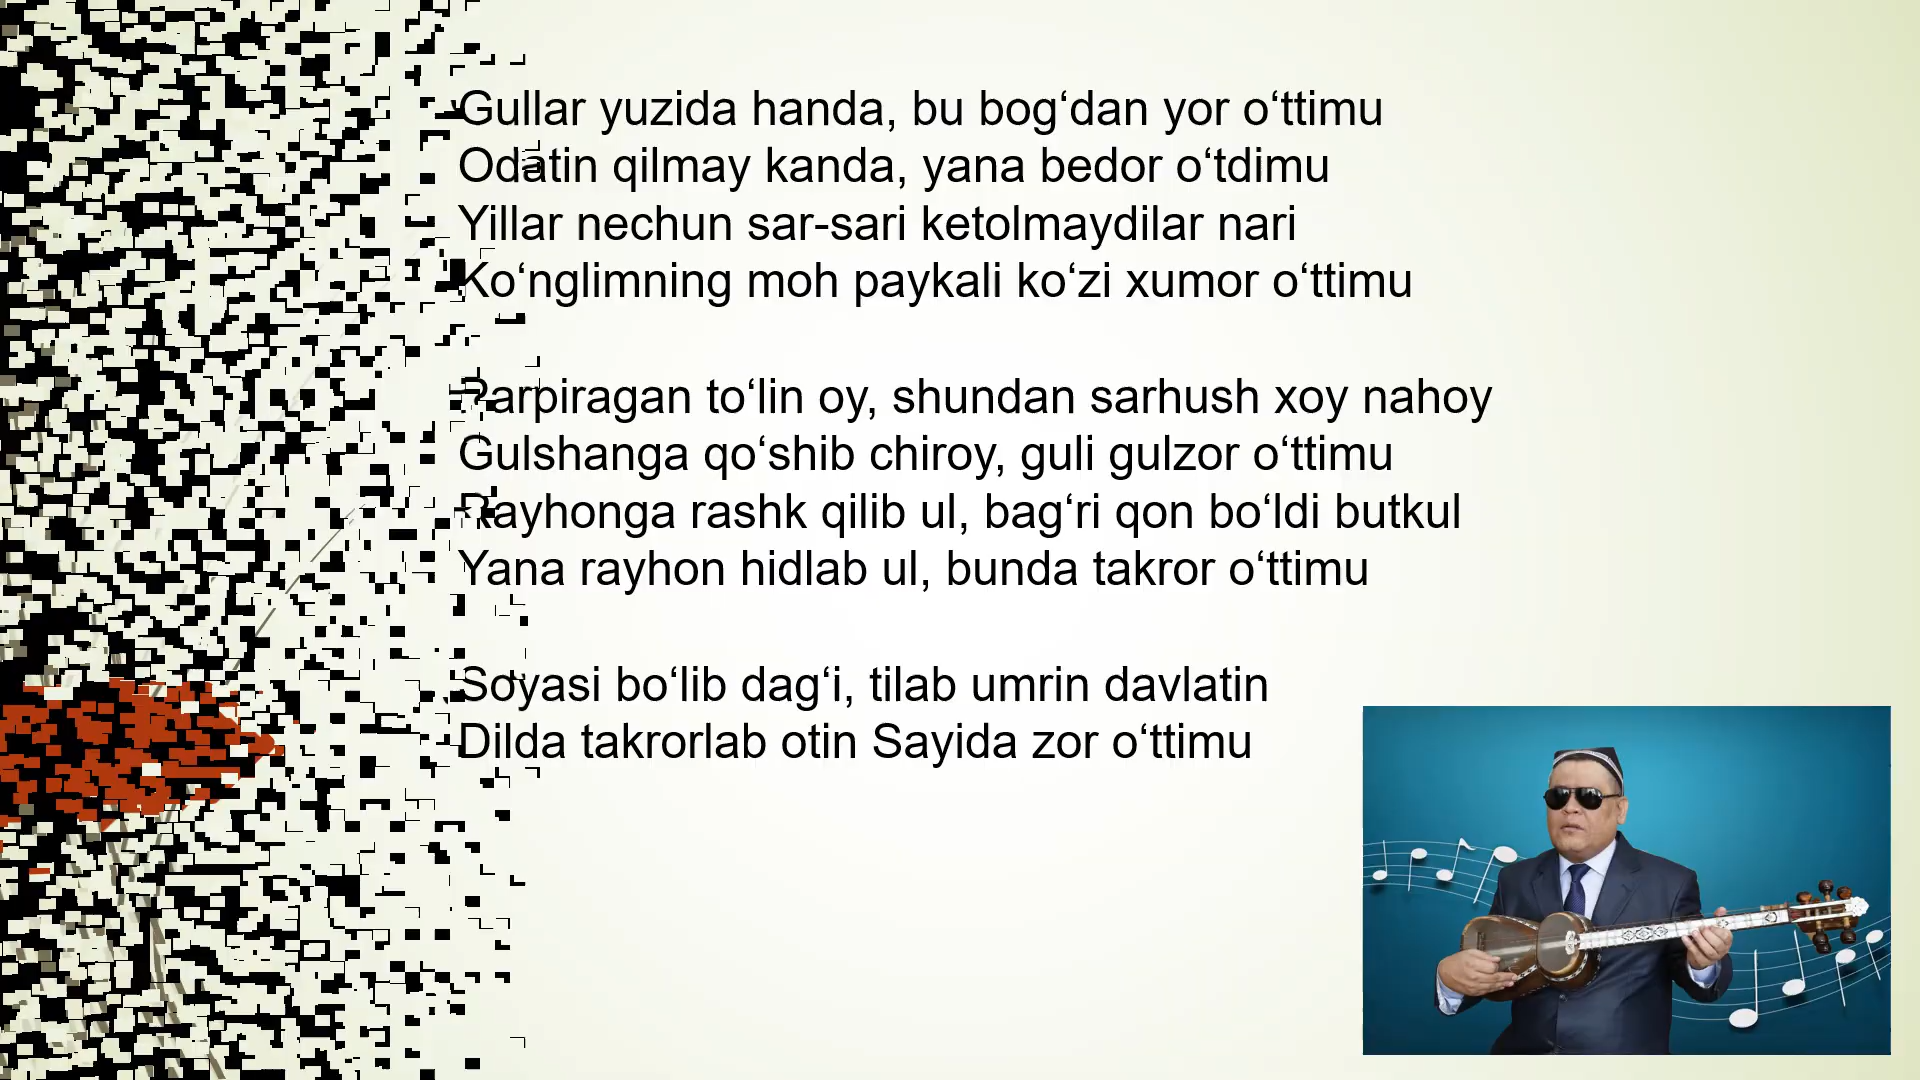 Gullar yuzida handa, bu bog‘dan yor o‘ttimu
Odatin qilmay kanda, yana bedor o‘tdimu
Yillar nechun sar-sari ketolmaydilar nari
Ko‘nglimning moh paykali ko‘zi xumor o‘ttimu
Parpiragan to‘lin oy, shundan sarhush xoy nahoy
Gulshanga qo‘shib chiroy, guli gulzor o‘ttimu
Rayhonga rashk qilib ul, bag‘ri qon bo‘ldi butkul
Yana rayhon hidlab ul, bunda takror o‘ttimu
Soyasi bo‘lib dag‘i, tilab umrin davlatin
Dilda takrorlab otin Sayida zor o‘ttimu